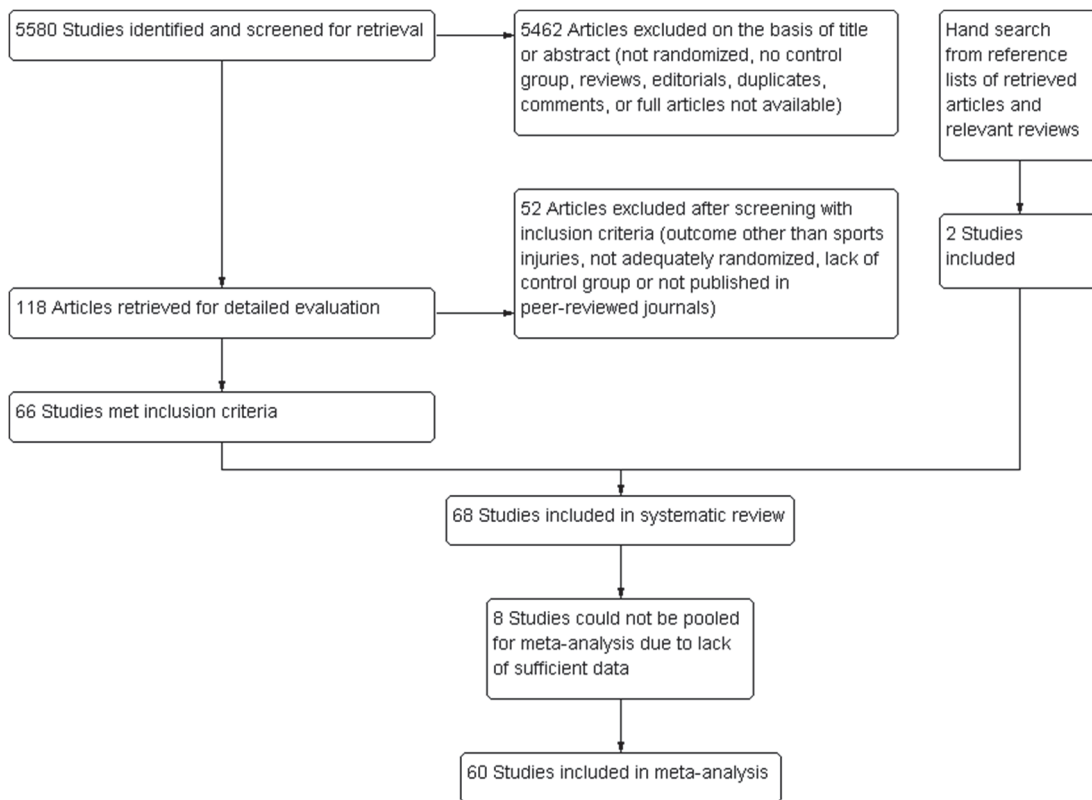 5580 Studies identified and screened for retrieval
5462 Articles excluded on the basis of title
or abstract (not randomized, no control
group, reviews, editorials, duplicates,
comments, or full articles not available)
Hand search
from reference
lists of retrieved
articles and
relevant reviews
52 Articles excluded after screening with
inclusion criteria (outcome other than sports
injuries, not adequately randomized, lack of
control group or not published in
peer-reviewed journals)
2 Studies
included
118 Articles retrieved for detailed evaluation
66 Studies met inclusion criteria
68 Studies included in systematic review
8 Studies could not be pooled
for meta-analysis due to lack
of sufficient data
60 Studies included in meta-analysis